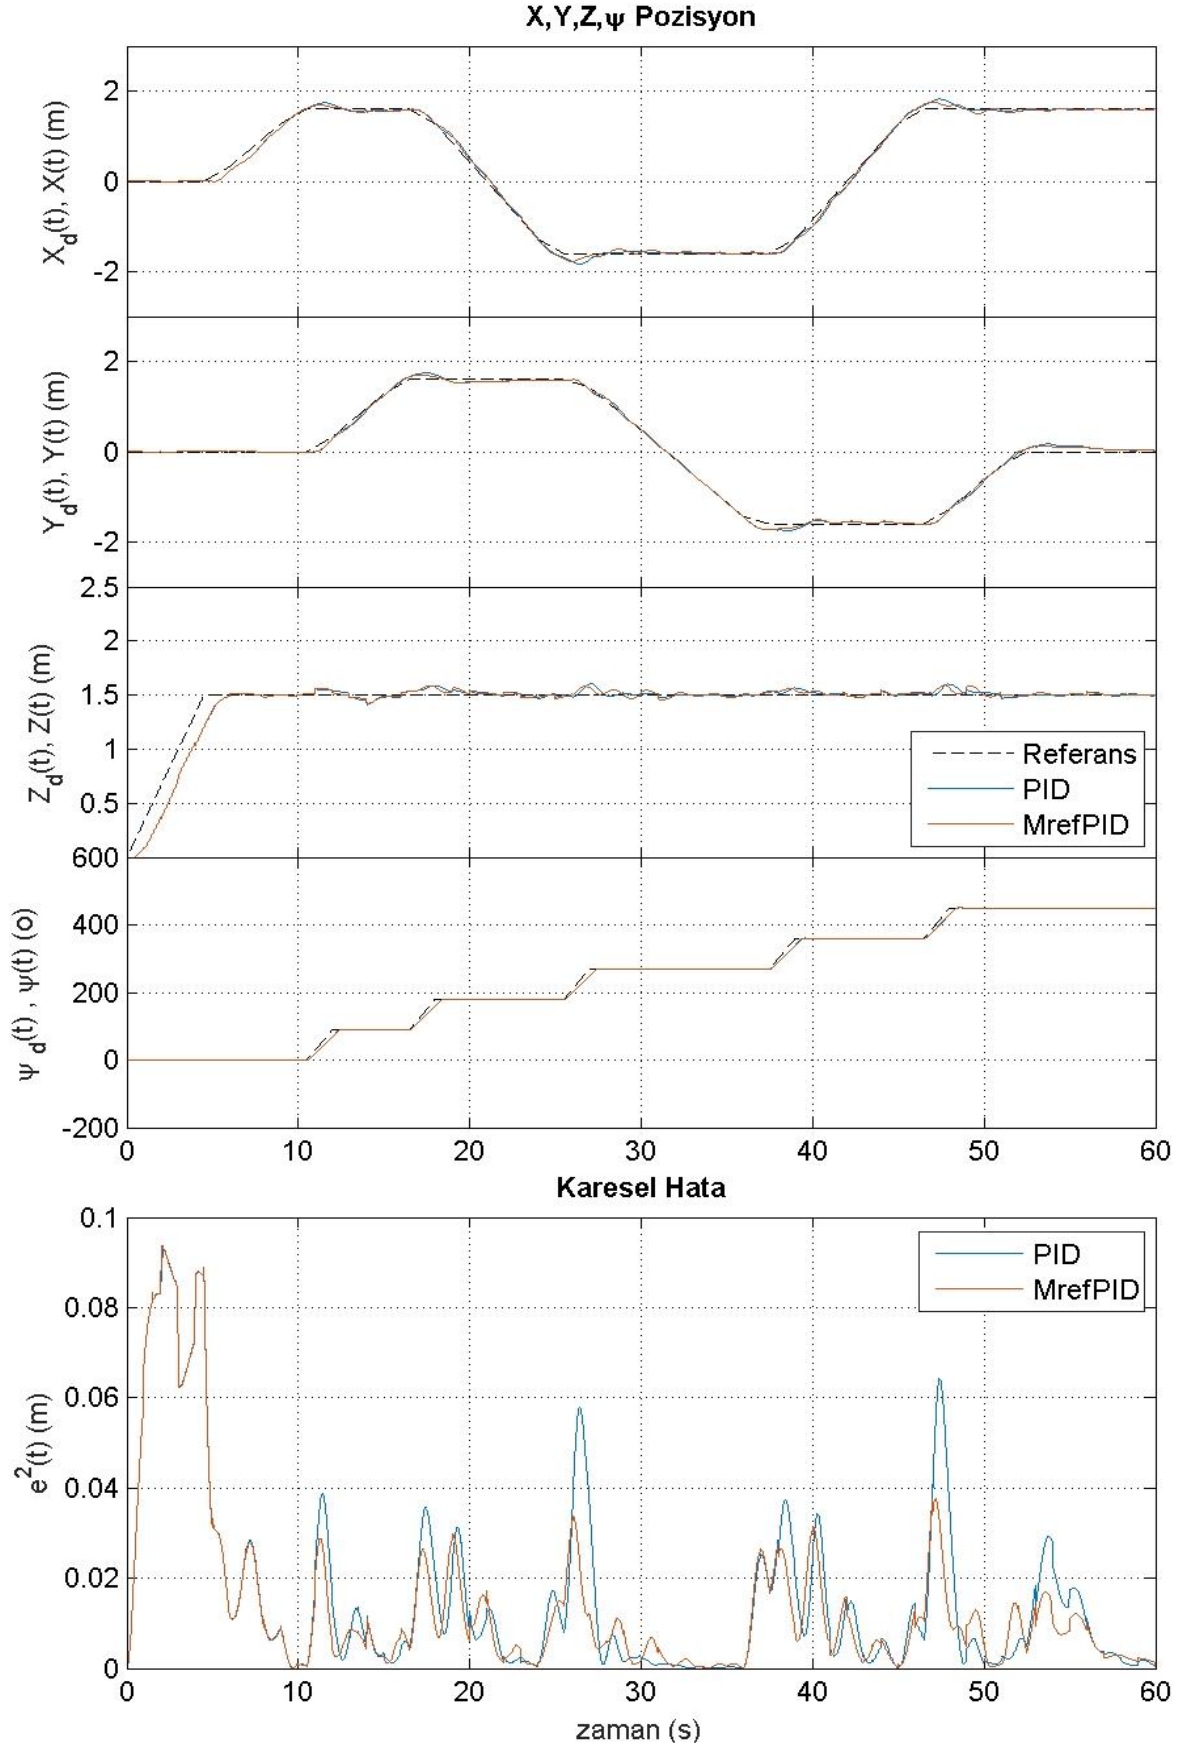 X,Y,Z,ψ Pozisyon
X_d(t), X(t) (m)
2
0
-2
Y_d(t), Y(t) (m)
2
0
-2
Z_d(t), Z(t) (m)
2.5
2
1.5
1
0.5
Referans
PID
MrefPID
ψ_d(t) , ψ(t) (o)
600
400
200
0
-200
0 10 20 30 40 50 60
Karesel Hata
e²(t) (m)
0.1
0.08
0.06
0.04
0.02
0
PID
MrefPID
0 10 20 30 40 50 60
zaman (s)